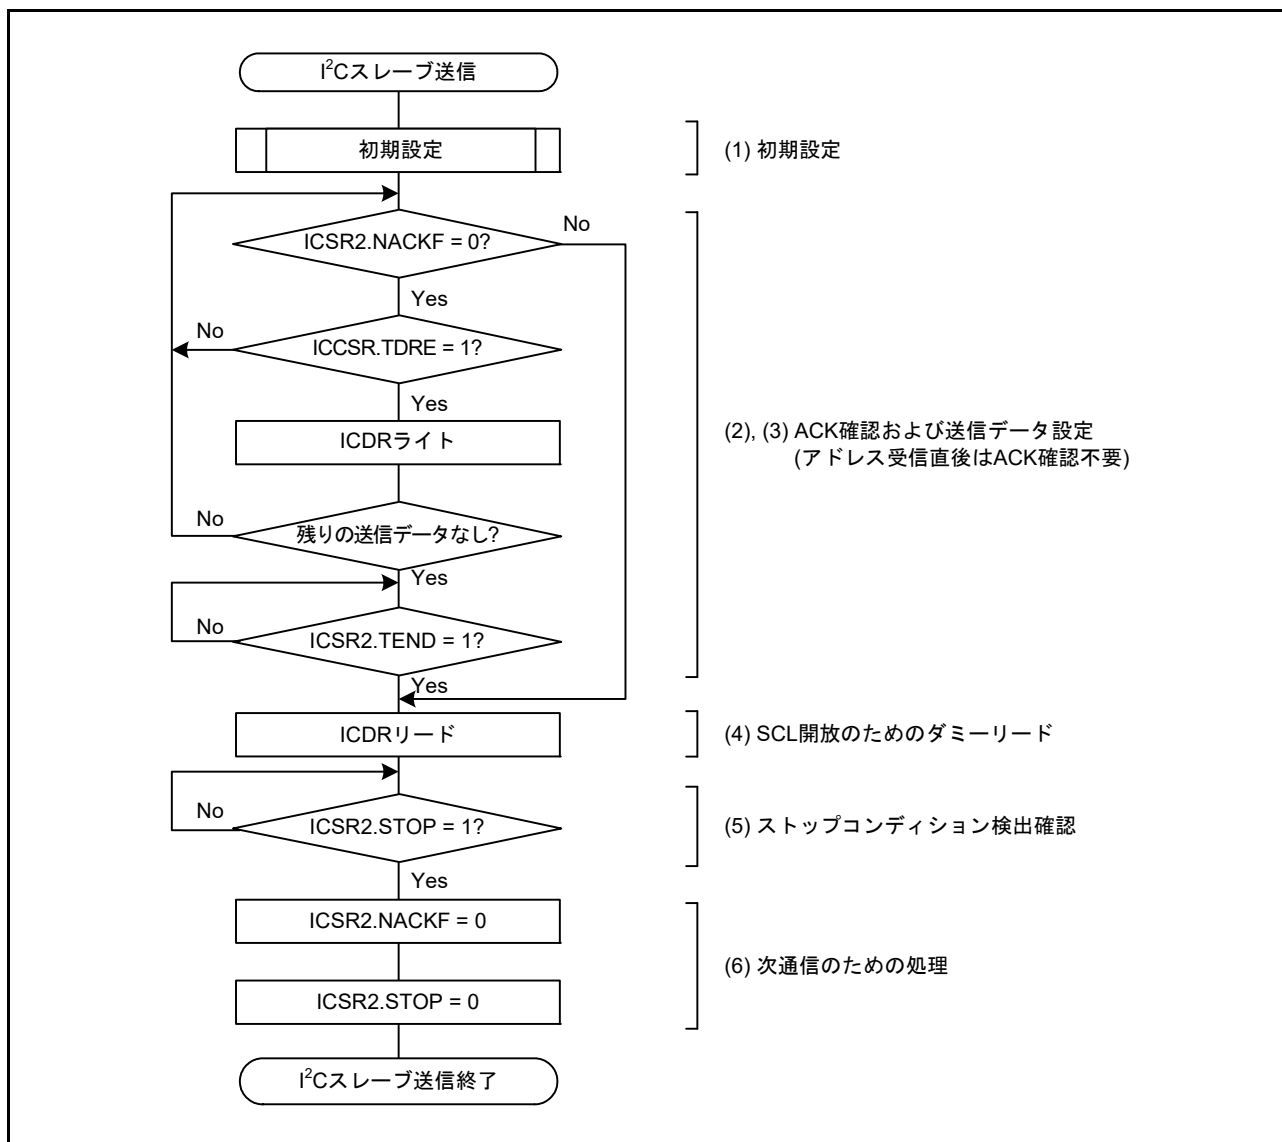 I²Cスレーブ送信
初期設定
(1) 初期設定
ICSR2.NACKF = 0?
No
Yes
ICCSR.TDRE = 1?
No
Yes
ICDRライト
(2), (3) ACK確認および送信データ設定
(アドレス受信直後はACK確認不要)
残りの送信データなし?
No
Yes
ICSR2.TEND = 1?
No
Yes
ICDRリード
(4) SCL開放のためのダミーリード
ICSR2.STOP = 1?
No
(5) ストップコンディション検出確認
Yes
ICSR2.NACKF = 0
(6) 次通信のための処理
ICSR2.STOP = 0
I²Cスレーブ送信終了